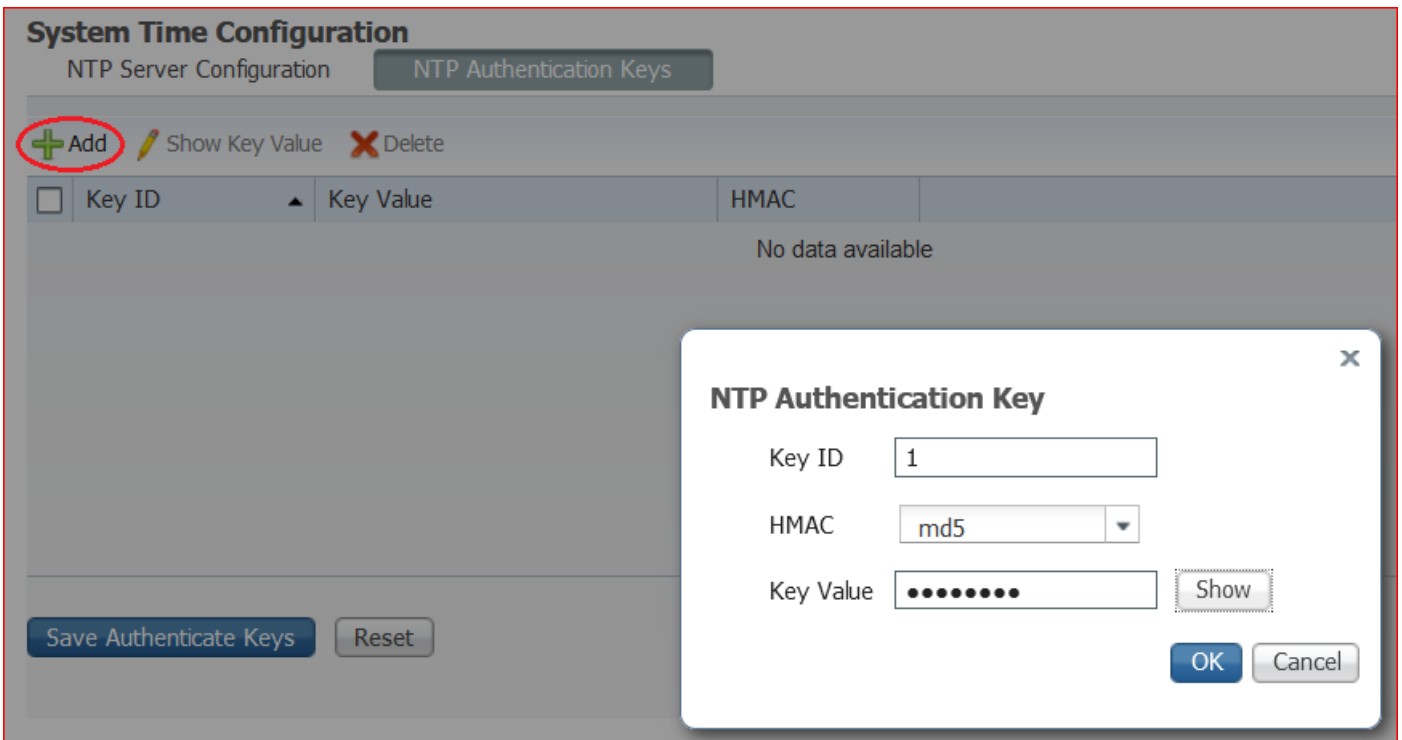 System Time Configuration
NTP Server Configuration NTP Authentication Keys
Add Show Key Value Delete
Key ID Key Value HMAC
No data available
NTP Authentication Key
Key ID 1
HMAC md5
Key Value •••••••• Show
OK Cancel
Save Authenticate Keys Reset